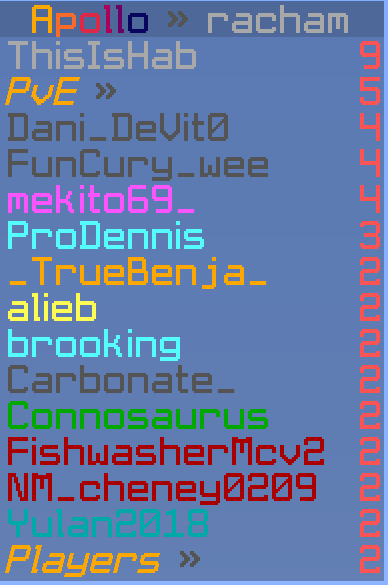 Apollo » racham
ThisIsHab 9
PvE » 5
Dani_DeVit0 4
FunCury_wee 4
mekito69_ 4
ProDennis 3
_TrueBenja_ 2
alieb 2
brooking 2
Carbonate_ 2
Connosaurus 2
FishwasherMcv2 2
NM_cheney0209 2
Yulan2018 2
Players » 2